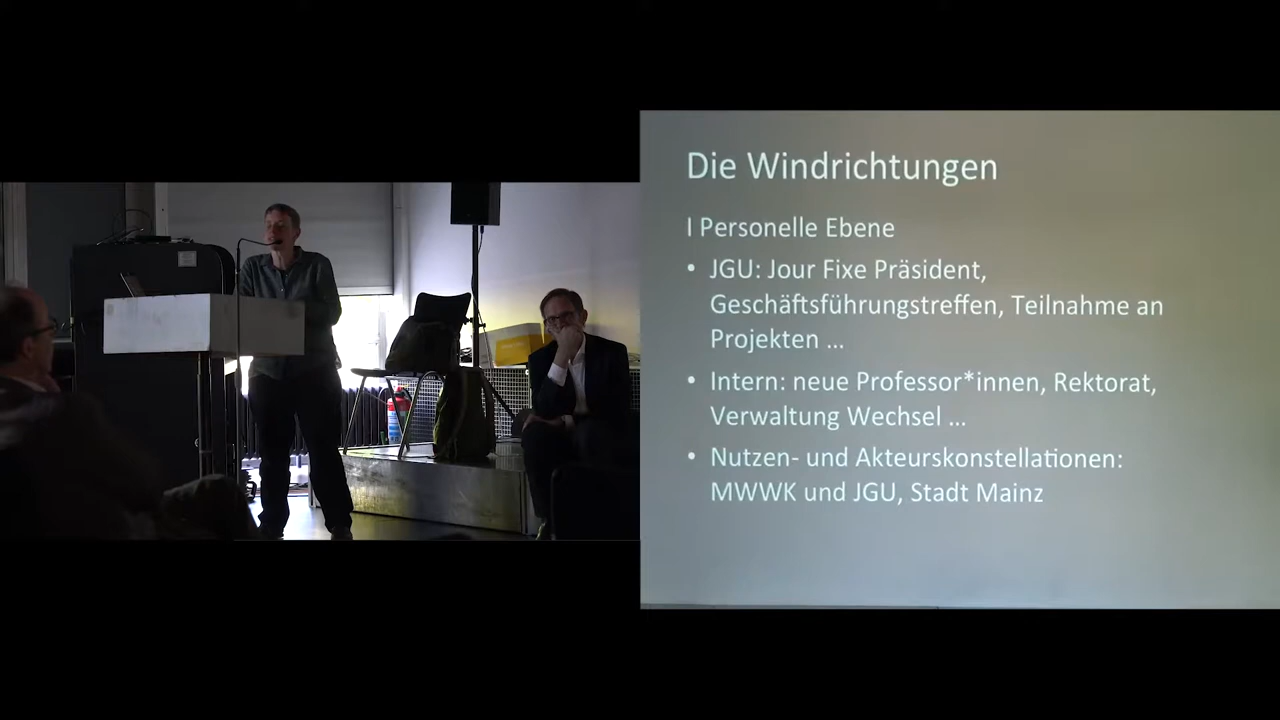 Die Windrichtungen
I Personelle Ebene
• JGU: Jour Fixe Präsident,
Geschäftsführungstreffen, Teilnahme an
Projekten ...
• Intern: neue Professor*innen, Rektorat,
Verwaltung Wechsel ...
• Nutzen- und Akteurskonstellationen:
MWWK und JGU, Stadt Mainz